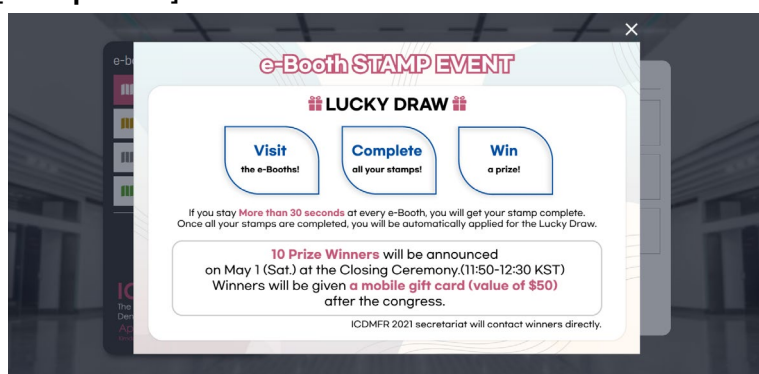 e-Booth STAMP EVENT
LUCKY DRAW
Visit
the e-Booths!
Complete
all your stamps!
Win
a prize!
If you stay More than 30 seconds at every e-Booth, you will get your stamp complete.
Once all your stamps are completed, you will be automatically applied for the Lucky Draw.
10 Prize Winners will be announced
on May 1 (Sat.) at the Closing Ceremony.(11:50-12:30 KST)
Winners will be given a mobile gift card (value of $50)
after the congress.
ICDMFR 2021 secretariat will contact winners directly.
e-b
IC
The
Den
Ap